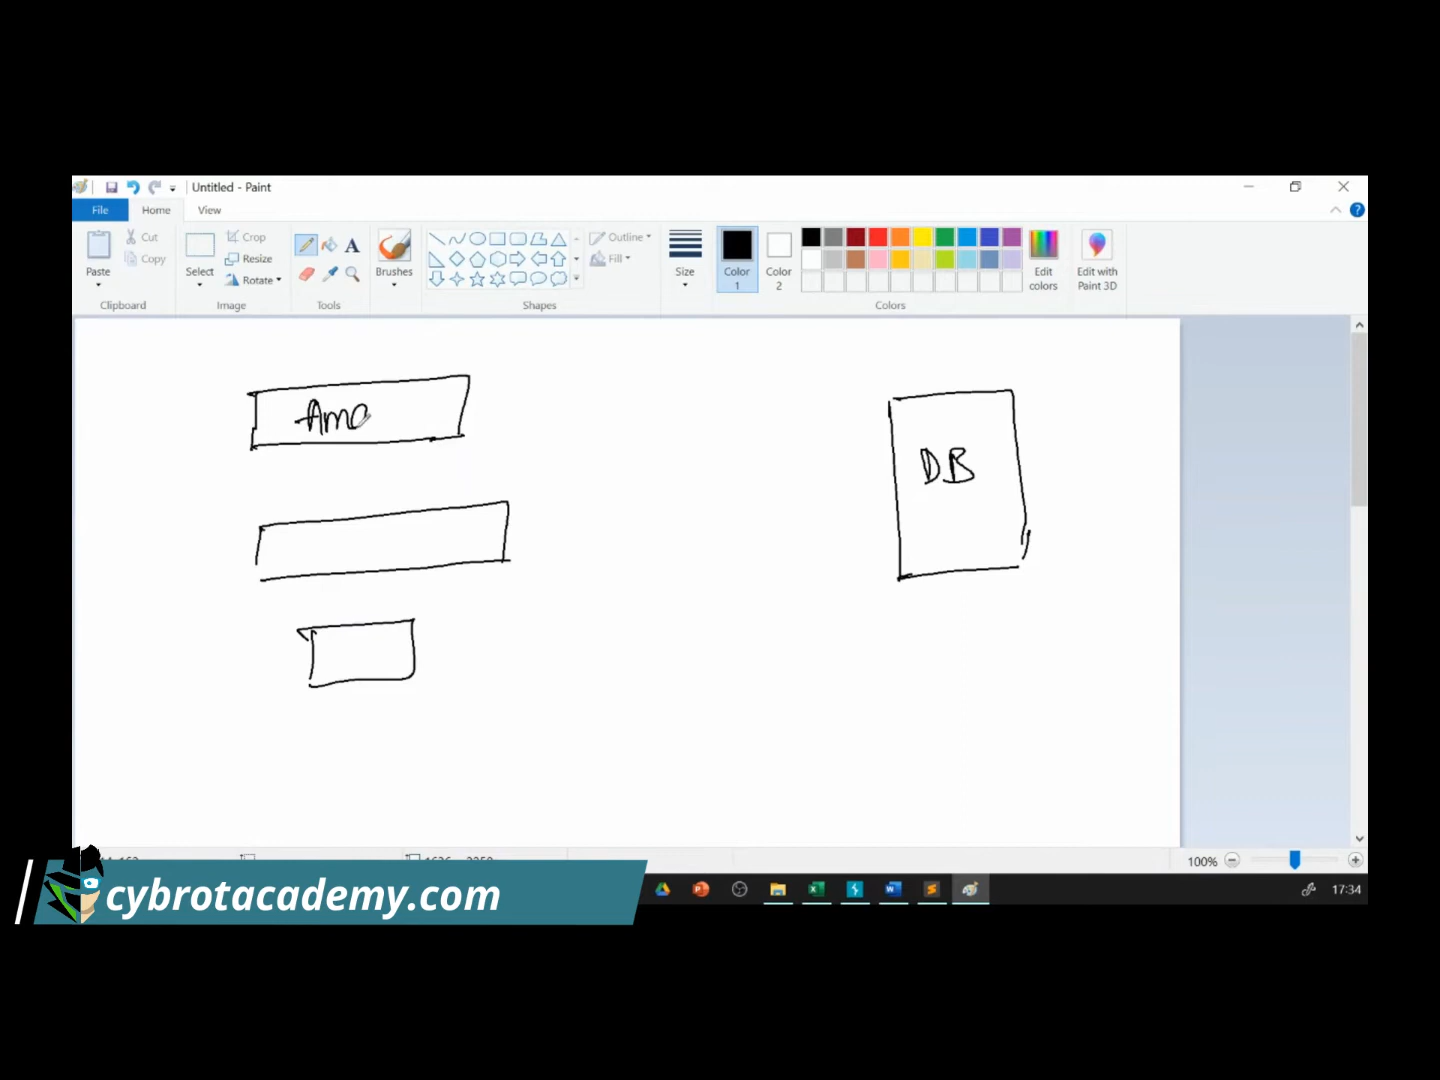 Untitled - Paint
File Home View
Cut
Copy
Paste
Clipboard
Select
Crop
Resize
Rotate
Image
A
Tools
Brushes
Outline
Fill
Shapes
Size
Color
1
Color
2
Edit
colors
Colors
Edit with
Paint 3D
DB
100%
17:34
cybrotacademy.com